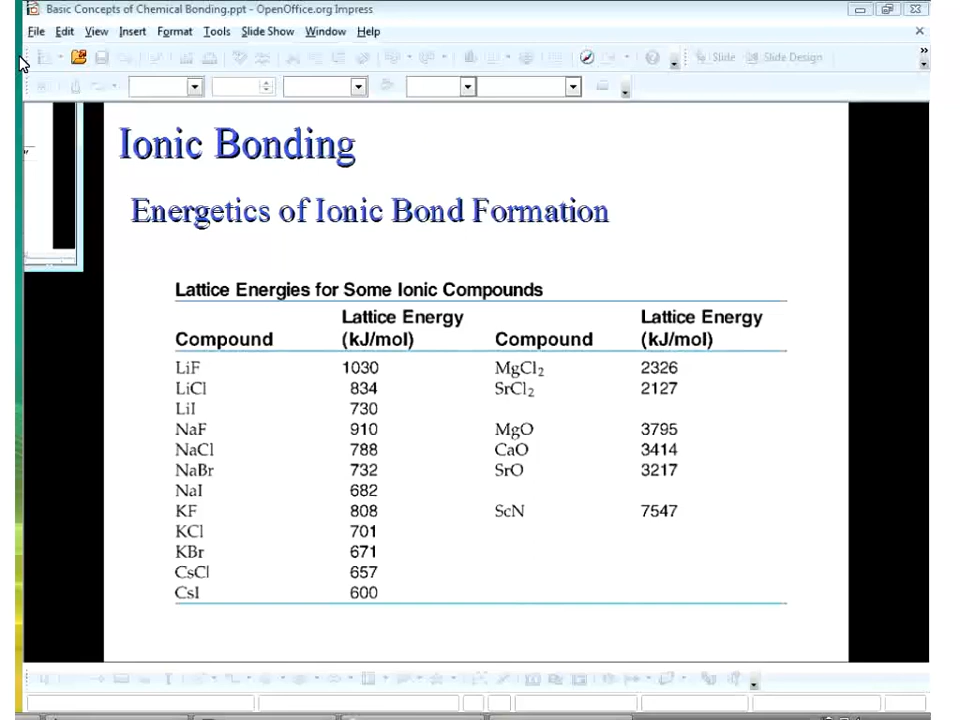 Basic Concepts of Chemical Bonding.ppt - OpenOffice.org Impress
File Edit View Insert Format Tools Slide Show Window Help
Slide Slide Design
Ionic Bonding
Energetics of Ionic Bond Formation
Lattice Energies for Some Ionic Compounds
Lattice Energy Lattice Energy
Compound (kJ/mol) Compound (kJ/mol)
LiF 1030 MgCl₂ 2326
LiCl 834 SrCl₂ 2127
LiI 730
NaF 910 MgO 3795
NaCl 788 CaO 3414
NaBr 732 SrO 3217
NaI 682
KF 808 ScN 7547
KCl 701
KBr 671
CsCl 657
CsI 600